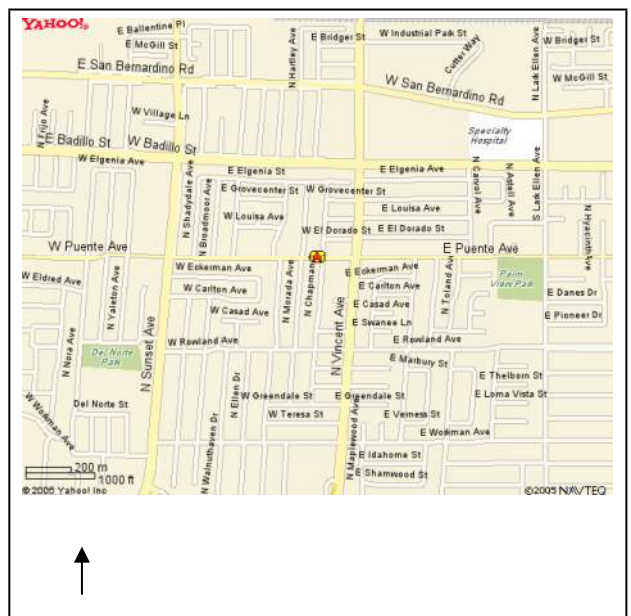 YAHOO!
E Ballentine Pl
E McGill St
E San Bernardino Rd
N Hartley Ave
E Bridger St
W Industrial Park St
Cutter Way
W San Bernardino Rd
N Lark Ellen Ave
W Bridger St
W McGill St
N Frijo Ave
W Village Ln
E Badillo St
W Badillo St
W Elgenia Ave
Specialty
Hospital
E Elgenia St
E Elgenia Ave
N Shadydale Ave
N Broadmoor Ave
E Grovecenter St
W Grovecenter St
N Calvol Ave
N Astell Ave
S Lark Ellen Ave
N Hyacinth Ave
W Louisa Ave
E Louisa Ave
W El Dorado St
E El Dorado St
W Puente Ave
A
E Puente Ave
W Eckerman Ave
E Eckerman Ave
W Eldred Ave
N Yaleton Ave
W Carlton Ave
E Carlton Ave
W Casad Ave
E Casad Ave
N Morada Ave
N Chapman
N Toland Ave
Palm
View Park
E Danes Dr
E Pioneer Dr
E Swanee Ln
N Nora Ave
Del Norte
Park
N Sunset Ave
W Rowland Ave
N Vincent Ave
E Rowland Ave
E Marbury St
E Thelborn St
E Loma Vista St
W Workman Ave
Del Norte St
N Ellen Dr
W Greendale St
E Greendale St
W Teresa St
E Verness St
E Workman Ave
N Walnuthaven Dr
N Maplewood Ave
E Idahome St
E Shamwood St
200 m
1000 ft
©2005 Yahoo! Inc
©2005 NAVTEQ